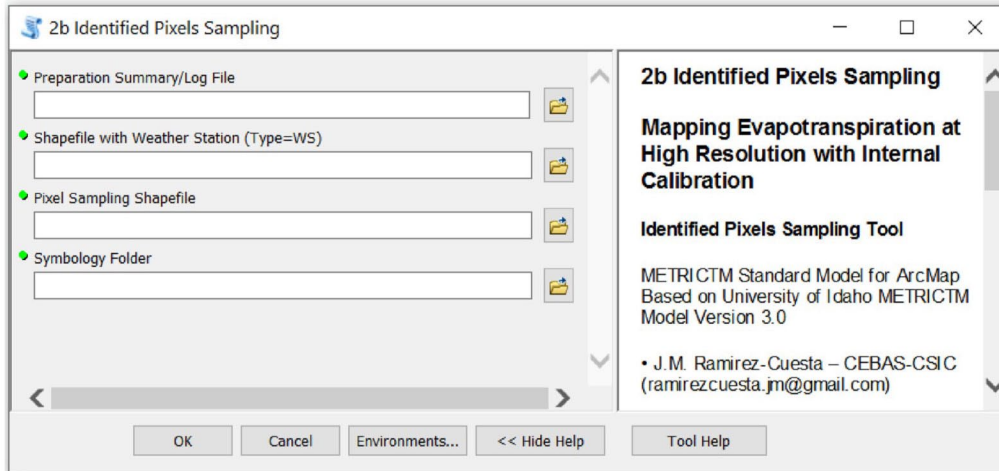 2b Identified Pixels Sampling
Preparation Summary/Log File
Shapefile with Weather Station (Type=WS)
Pixel Sampling Shapefile
Symbology Folder
OK
Cancel
Environments...
<< Hide Help
2b Identified Pixels Sampling
Mapping Evapotranspiration at
High Resolution with Internal
Calibration
Identified Pixels Sampling Tool
METRICTM Standard Model for ArcMap
Based on University of Idaho METRICTM
Model Version 3.0
• J.M. Ramirez-Cuesta – CEBAS-CSIC
(ramirezcuesta.jm@gmail.com)
Tool Help